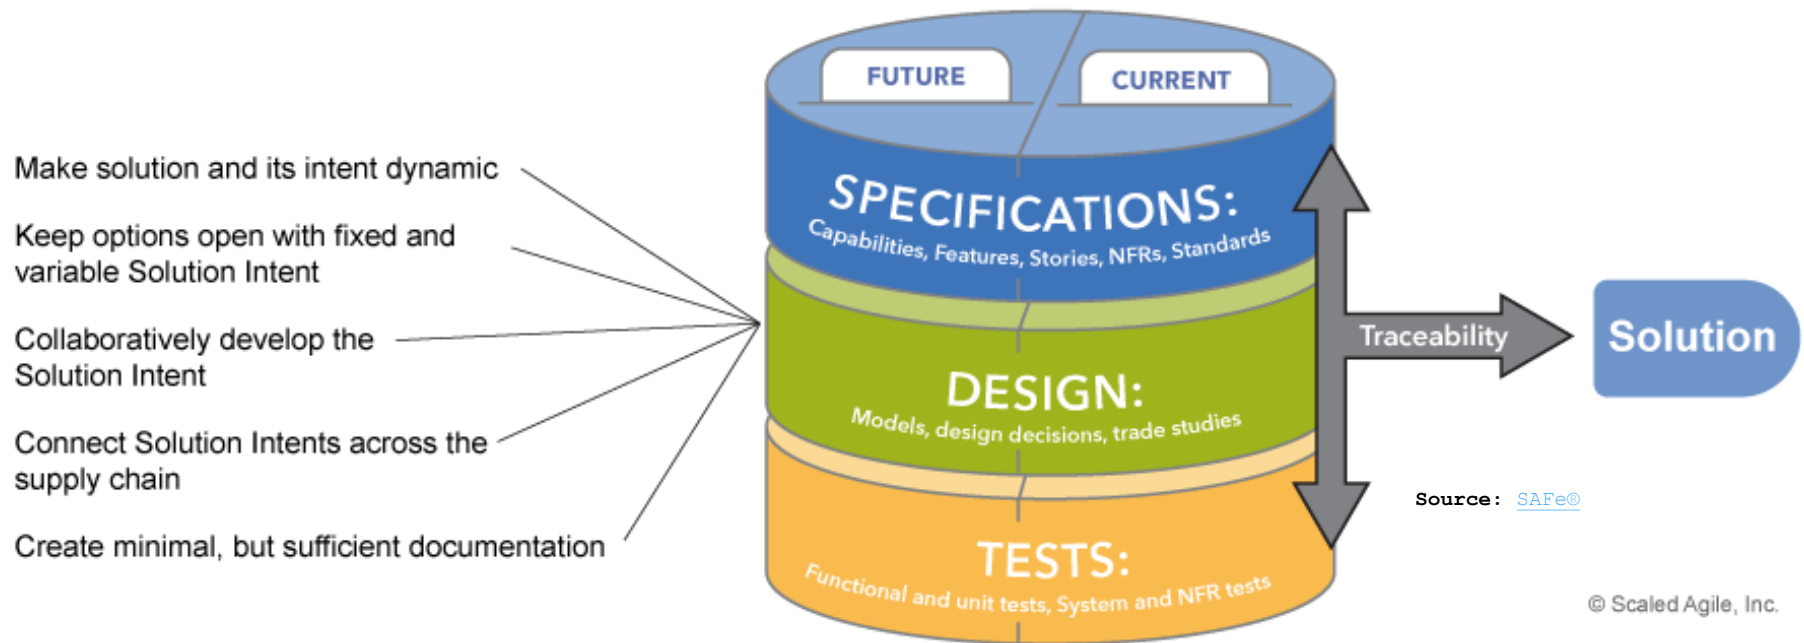 FUTURE
CURRENT
Make solution and its intent dynamic
Keep options open with fixed and
variable Solution Intent
Collaboratively develop the
Solution Intent
Connect Solution Intents across the
supply chain
Create minimal, but sufficient documentation
SPECIFICATIONS:
Capabilities, Features, Stories, NFRs, Standards
DESIGN:
Models, design decisions, trade studies
TESTS:
Functional and unit tests, System and NFR tests
Traceability
Solution
Source: SAFe®
© Scaled Agile, Inc.